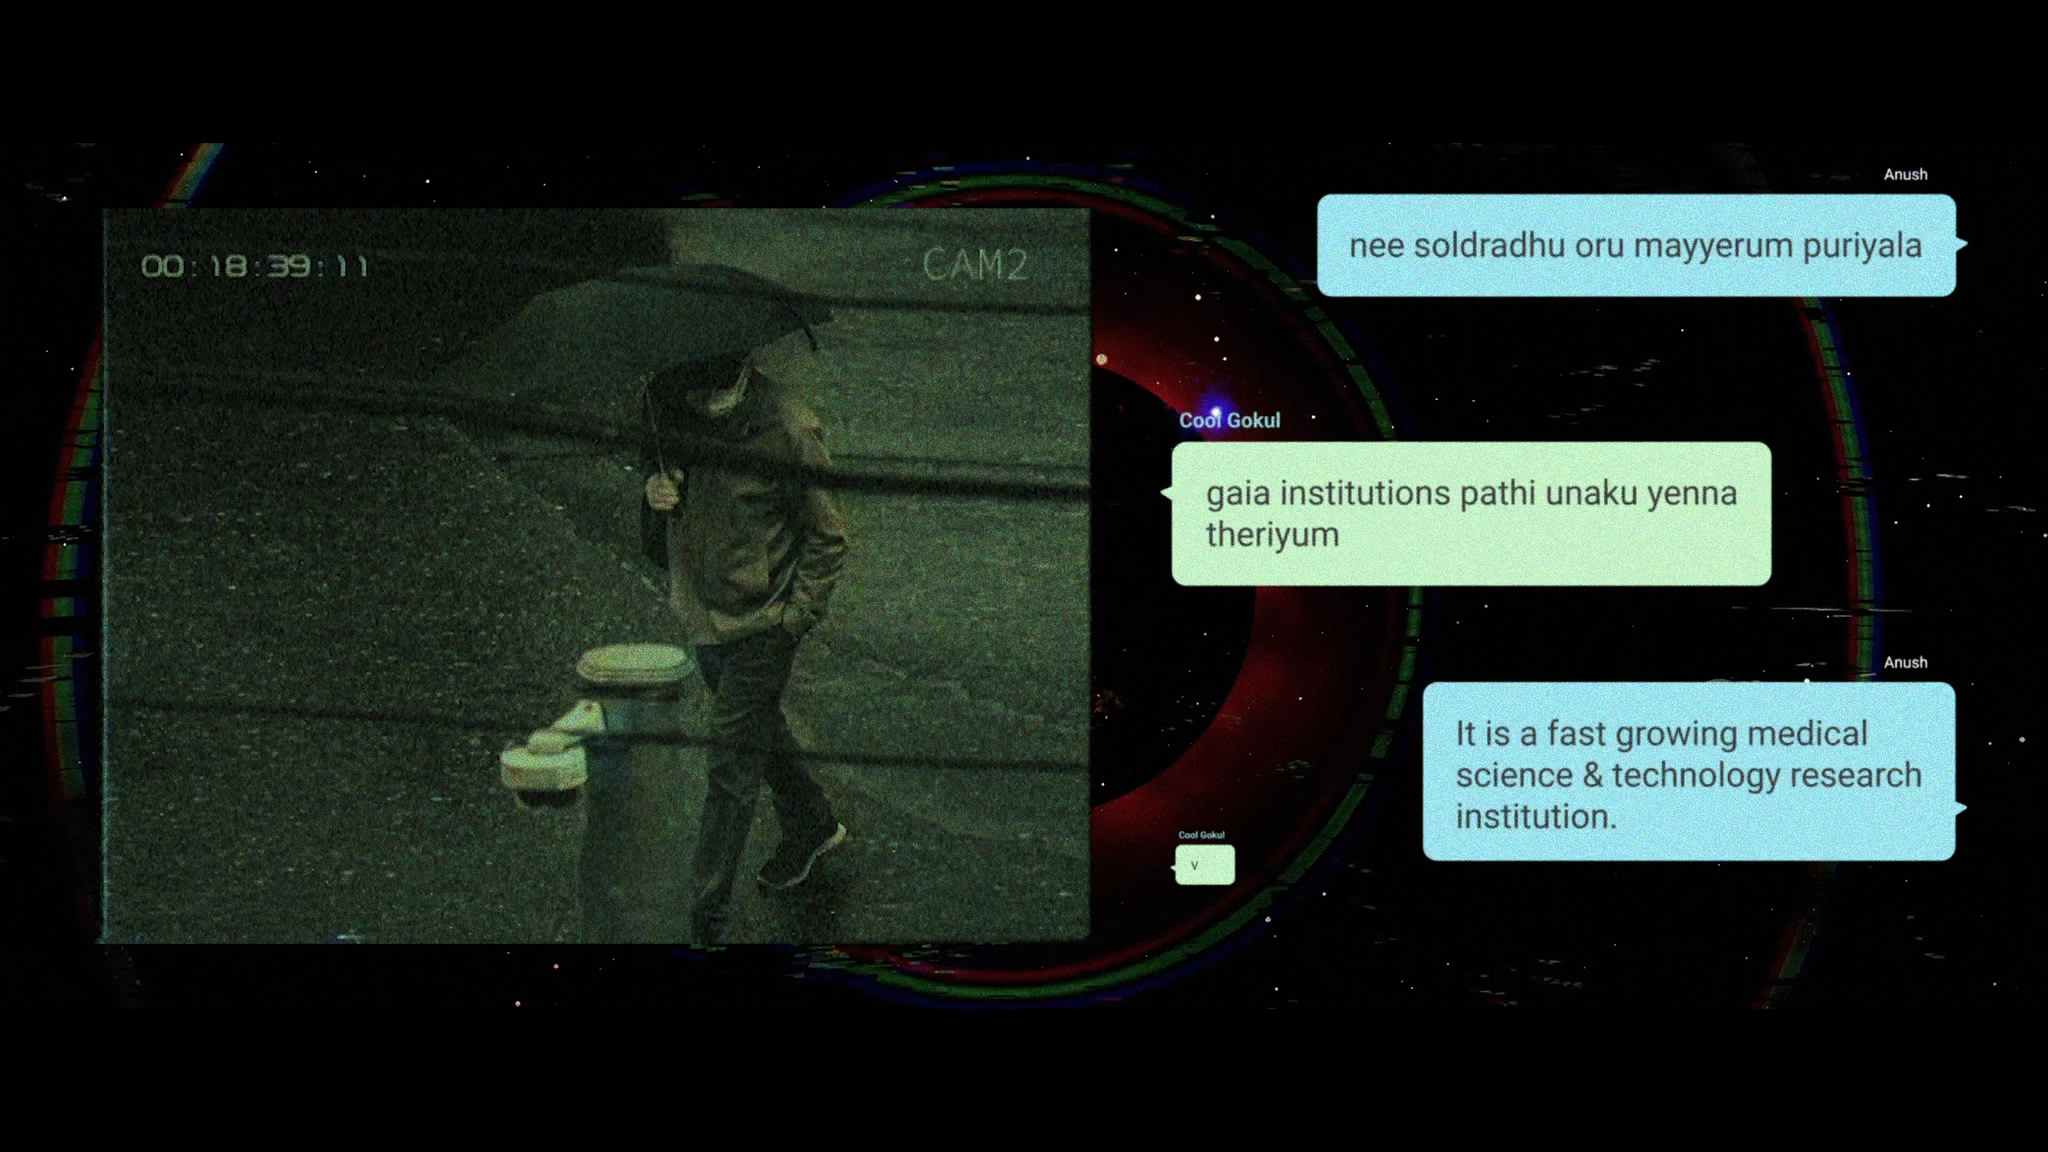 00:18:39:11
CAM2
Anush
nee soldradhu oru mayyerum puriyala
Cool Gokul
gaia institutions pathi unaku yenna
theriyum
Anush
It is a fast growing medical
science & technology research
institution.
Cool Gokul
v